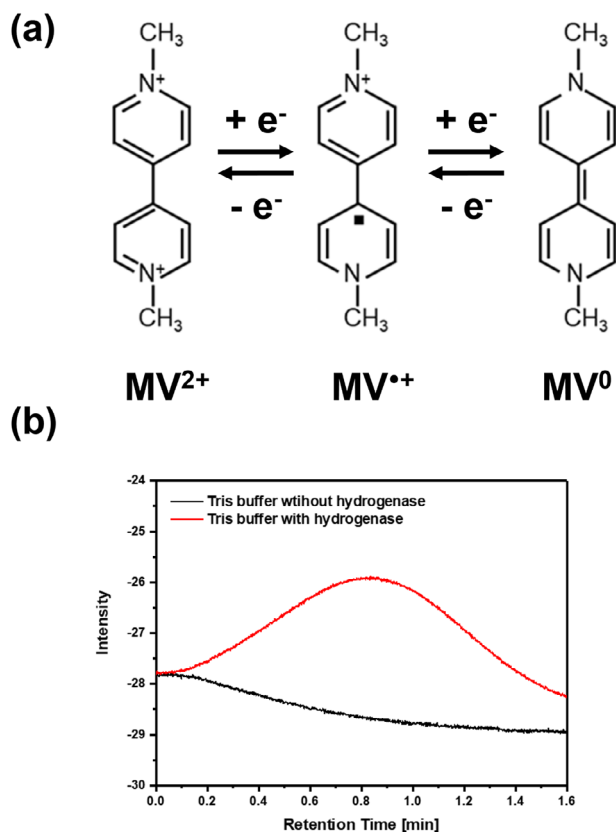 (a)
CH₃ CH₃ CH₃
N⁺ N⁺ N
+ e⁻ + e⁻
- e⁻ - e⁻
N⁺ N N
CH₃ CH₃ CH₃
MV²⁺ MV•⁺ MV⁰
(b)
Tris buffer wtihout hydrogenase
Tris buffer with hydrogenase
Intensity
-24
-25
-26
-27
-28
-29
-30
0.0 0.2 0.4 0.6 0.8 1.0 1.2 1.4 1.6
Retention Time [min]